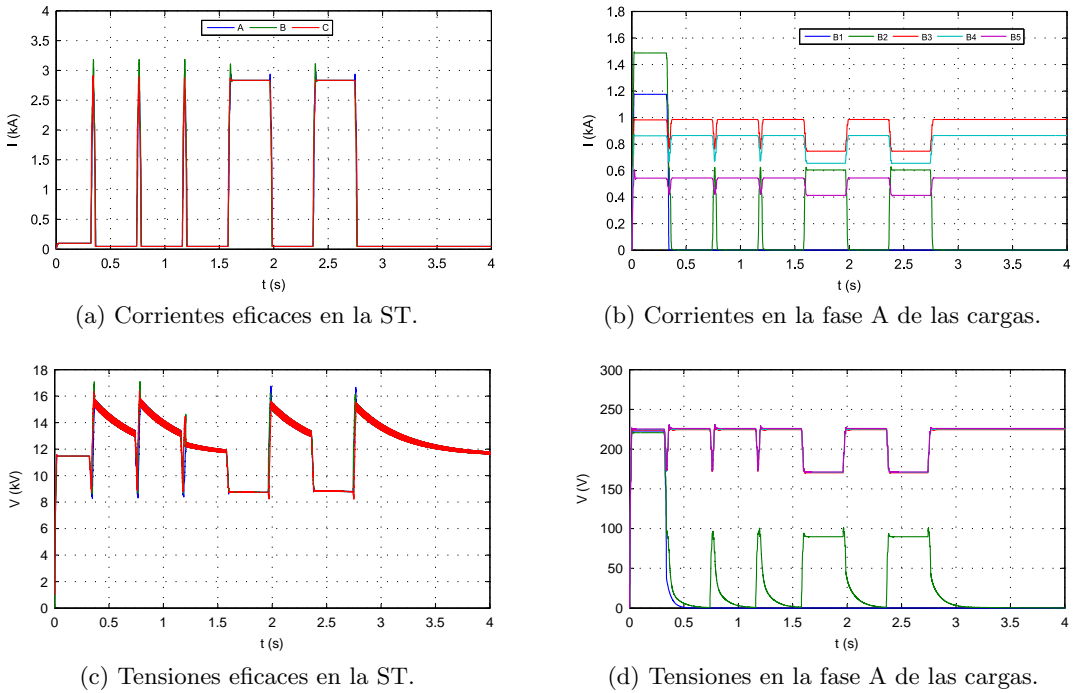 4
3.5
3
2.5
2
1.5
1
0.5
0
I (kA)
A B C
0 0.5 1 1.5 2 2.5 3 3.5 4
t (s)
(a) Corrientes eficaces en la ST.
1.8
1.6
1.4
1.2
1
0.8
0.6
0.4
0.2
0
I (kA)
B1 B2 B3 B4 B5
0 0.5 1 1.5 2 2.5 3 3.5 4
t (s)
(b) Corrientes en la fase A de las cargas.
18
16
14
12
10
8
6
4
2
0
V (kV)
0 0.5 1 1.5 2 2.5 3 3.5 4
t (s)
(c) Tensiones eficaces en la ST.
300
250
200
150
100
50
0
V (V)
0 0.5 1 1.5 2 2.5 3 3.5 4
t (s)
(d) Tensiones en la fase A de las cargas.